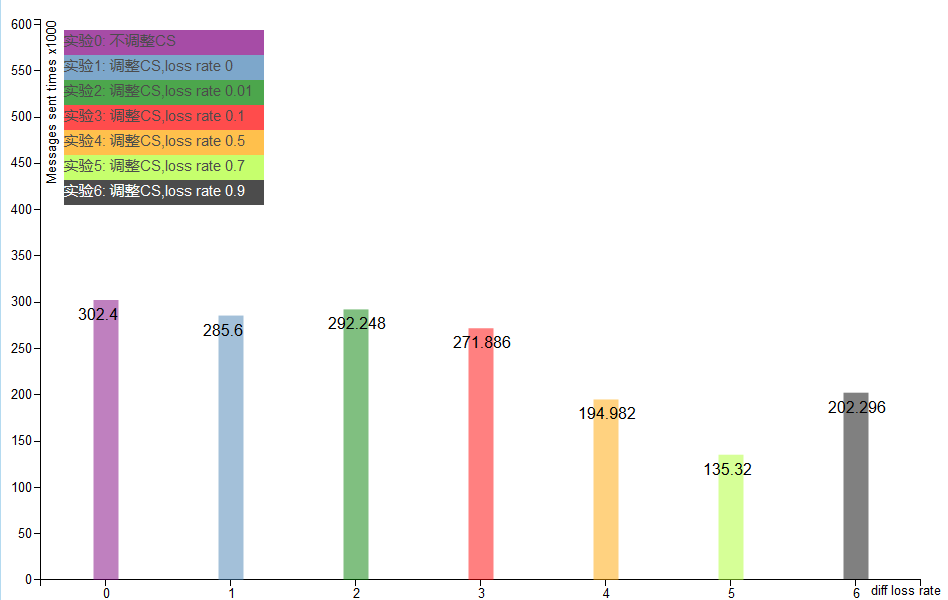 Messages sent times x1000
600
550
500
450
400
350
300
250
200
150
100
50
0
实验0: 不调整CS
实验1: 调整CS,loss rate 0
实验2: 调整CS,loss rate 0.01
实验3: 调整CS,loss rate 0.1
实验4: 调整CS,loss rate 0.5
实验5: 调整CS,loss rate 0.7
实验6: 调整CS,loss rate 0.9
302.4
285.6
292.248
271.886
194.982
135.32
202.296
0 1 2 3 4 5 6
diff loss rate